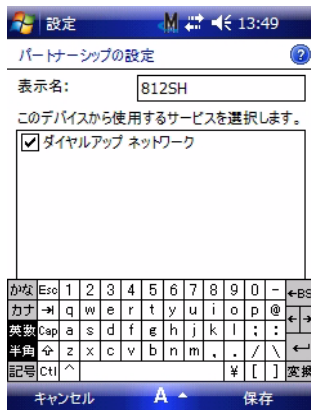 設定 13:49
パートナーシップの設定
表示名: 812SH
このデバイスから使用するサービスを選択します。
ダイヤルアップ ネットワーク
かな Esc 1 2 3 4 5 6 7 8 9 0 - ←BS
カナ q w e r t y u i o p @ ← →
英数 Cap a s d f g h j k l ; :
半角 z x c v b n m , . / \
記号 Ctl ^ ¥ [ ] 変換
キャンセル A 保存